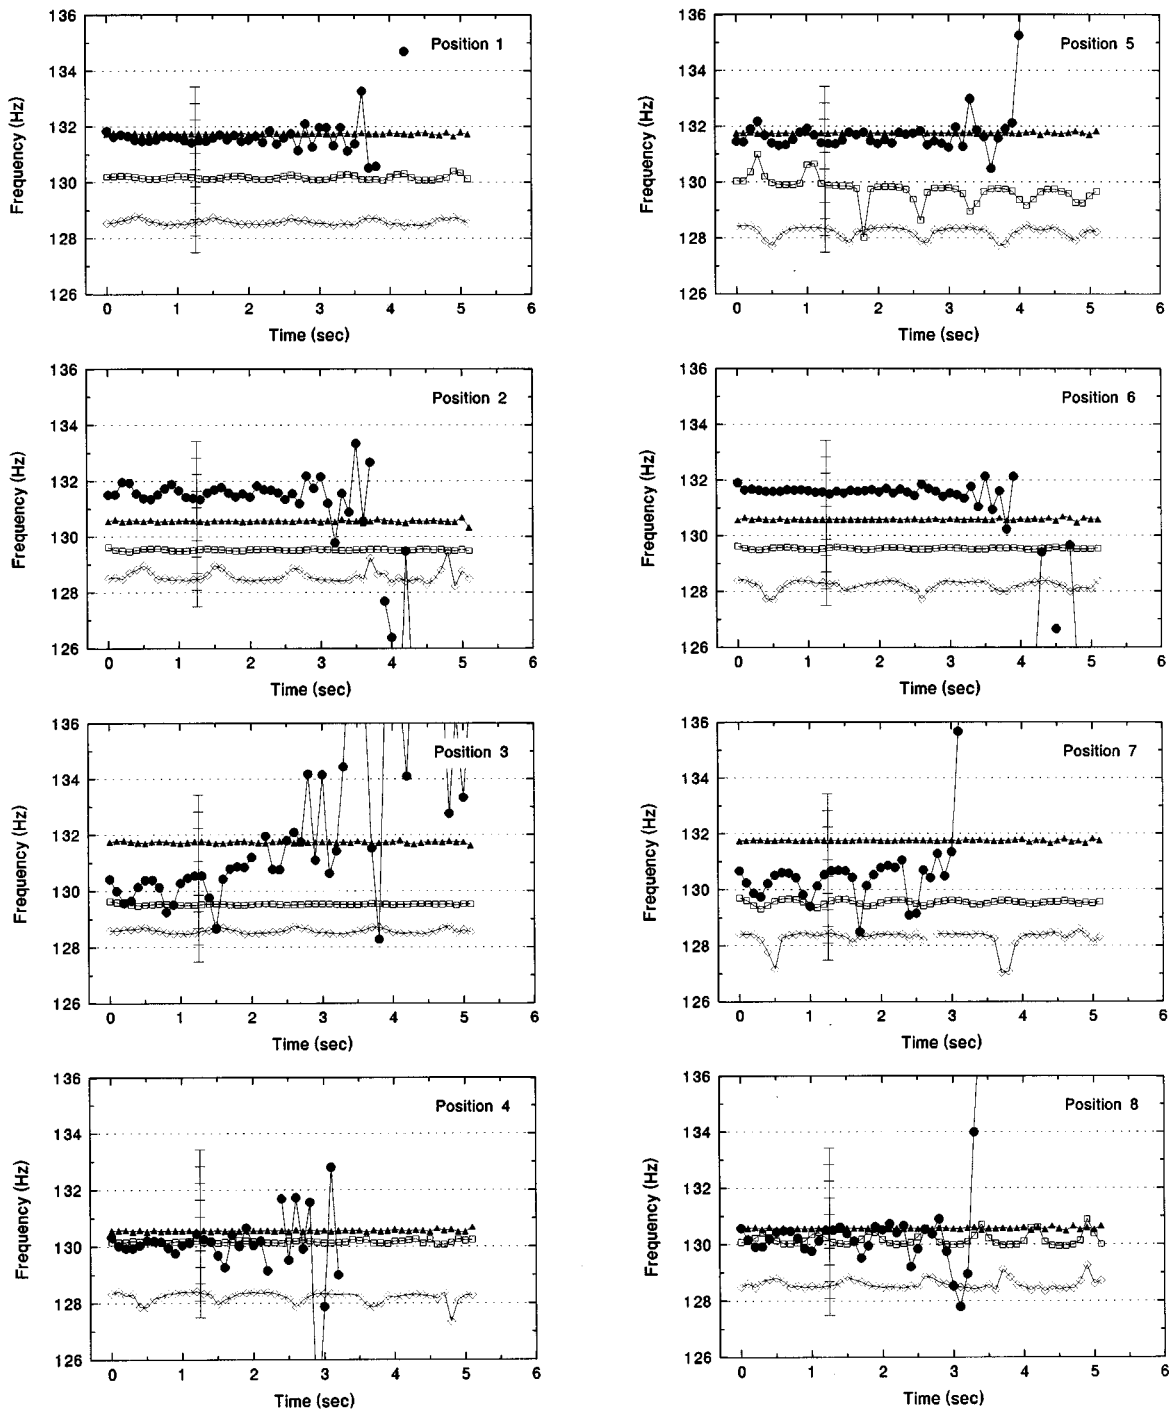 Position 1
Frequency (Hz)
136
134
132
130
128
126
0 1 2 3 4 5 6
Time (sec)
Position 5
Frequency (Hz)
136
134
132
130
128
126
0 1 2 3 4 5 6
Time (sec)
Position 2
Frequency (Hz)
136
134
132
130
128
126
0 1 2 3 4 5 6
Time (sec)
Position 6
Frequency (Hz)
136
134
132
130
128
126
0 1 2 3 4 5 6
Time (sec)
Position 3
Frequency (Hz)
136
134
132
130
128
126
0 1 2 3 4 5 6
Time (sec)
Position 7
Frequency (Hz)
136
134
132
130
128
126
0 1 2 3 4 5 6
Time (sec)
Position 4
Frequency (Hz)
136
134
132
130
128
126
0 1 2 3 4 5 6
Time (sec)
Position 8
Frequency (Hz)
136
134
132
130
128
126
0 1 2 3 4 5 6
Time (sec)